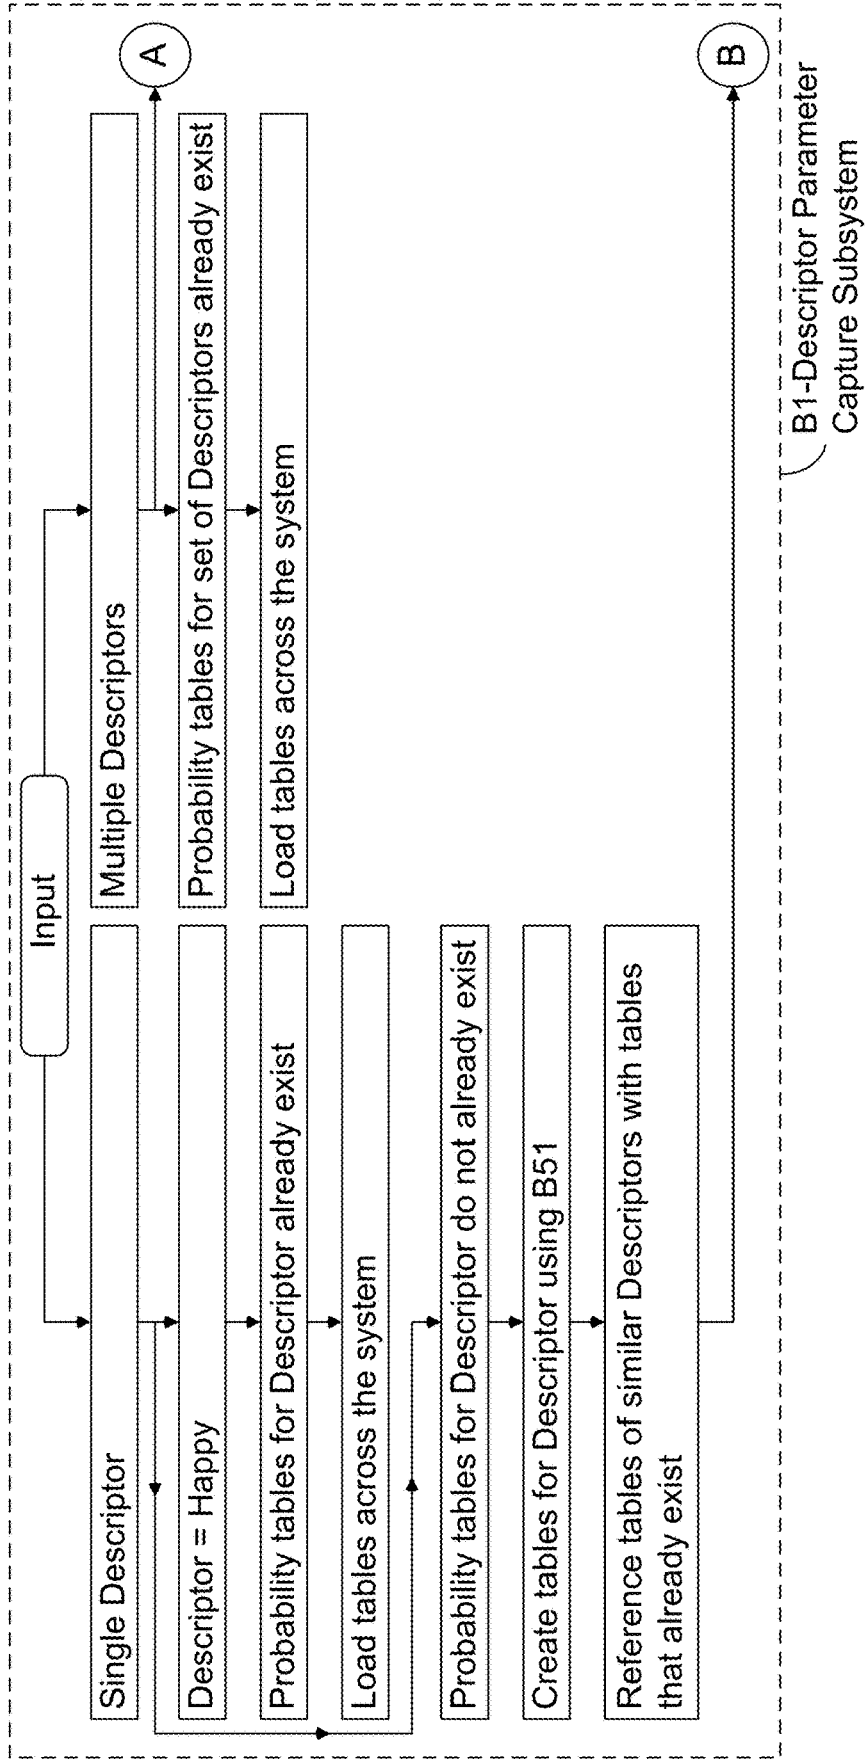 Input
Single Descriptor
Descriptor = Happy
Probability tables for Descriptor already exist
Load tables across the system
Probability tables for Descriptor do not already exist
Create tables for Descriptor using B51
Reference tables of similar Descriptors with tables
that already exist
Multiple Descriptors
Probability tables for set of Descriptors already exist
Load tables across the system
A
B
B1-Descriptor Parameter
Capture Subsystem